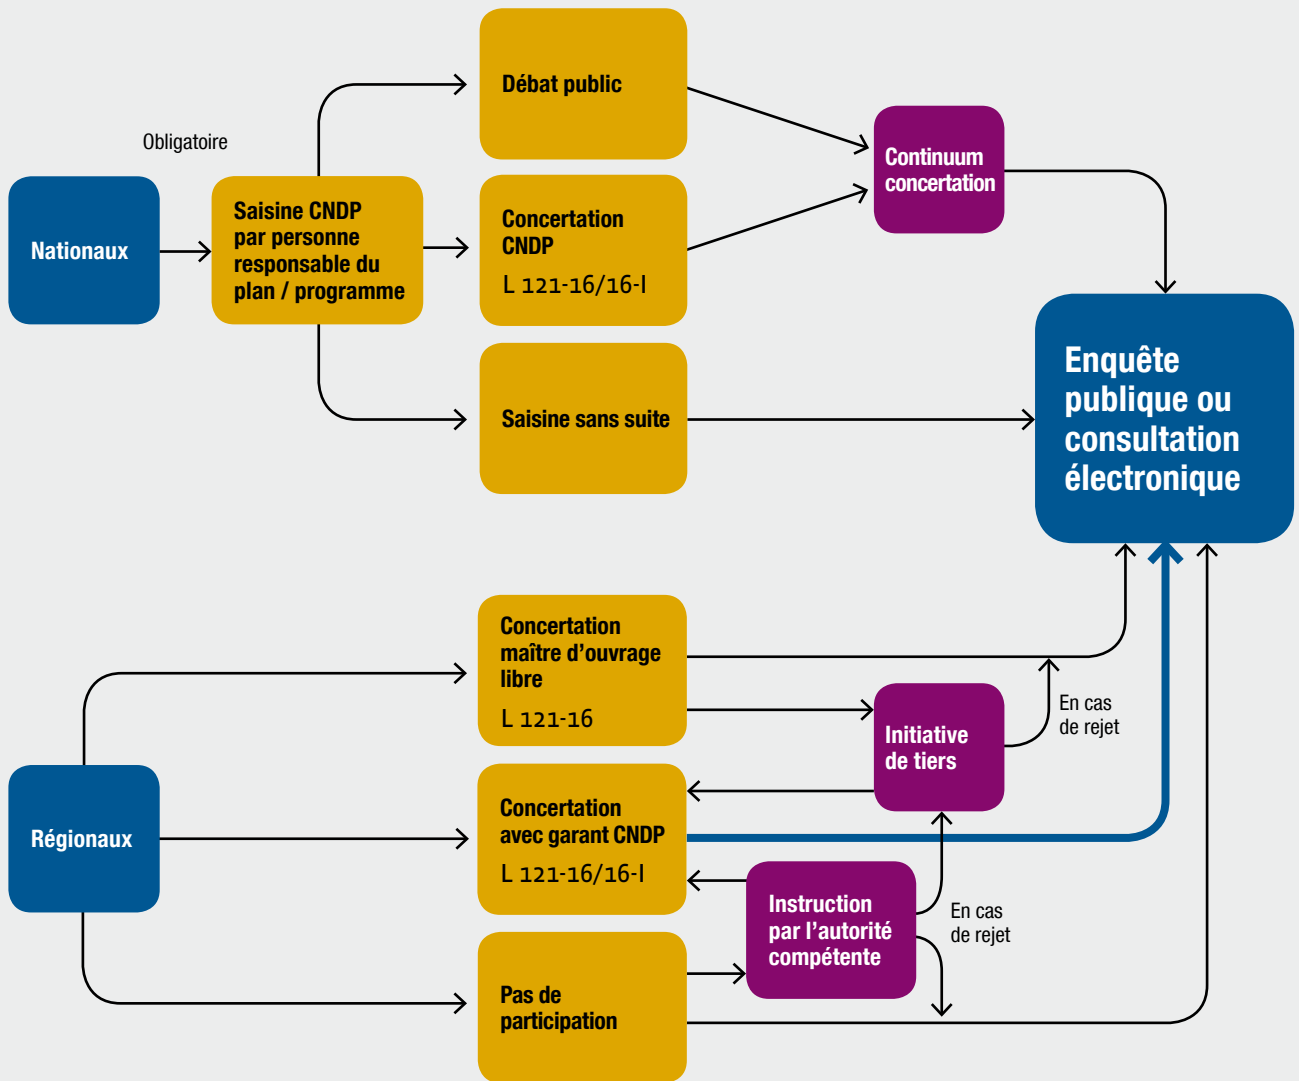 Débat public
Obligatoire
Continuum
concertation
Nationaux
Saisine CNDP
par personne
responsable du
plan / programme
Concertation
CNDP
L 121-16/16-I
Saisine sans suite
Enquête
publique ou
consultation
électronique
Concertation
maître d’ouvrage
libre
L 121-16
Initiative
de tiers
En cas
de rejet
Régionaux
Concertation
avec garant CNDP
L 121-16/16-I
Instruction
par l’autorité
compétente
En cas
de rejet
Pas de
participation